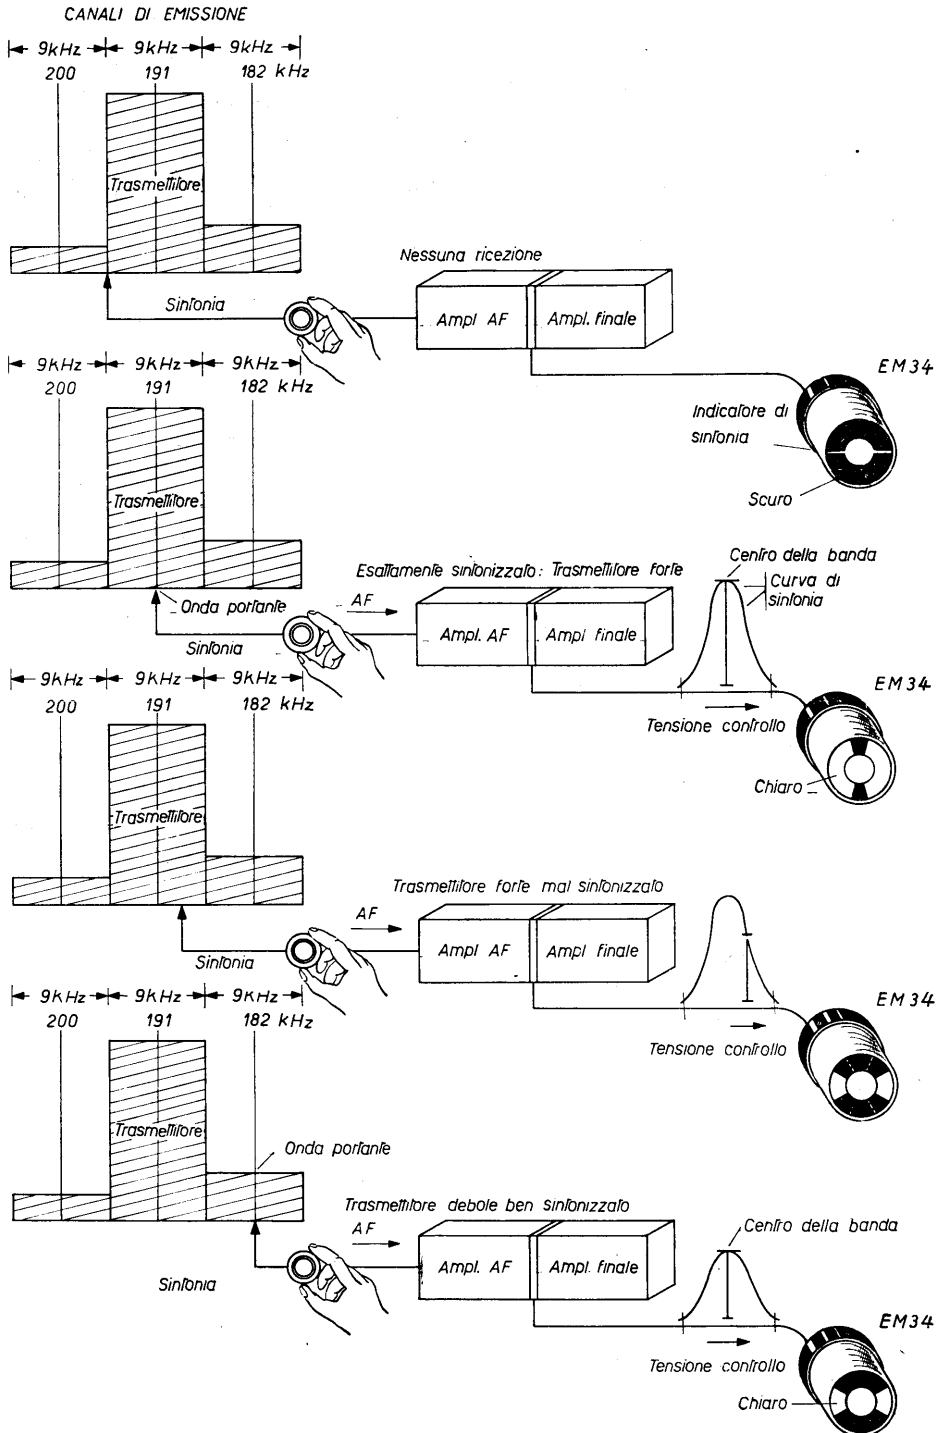 CANALI DI EMISSIONE
9kHz 9kHz 9kHz
200 191 182 kHz
Trasmettitore
Nessuna ricezione
Sintonia
Ampl AF Ampl. finale
EM34
Indicatore di
sintonia
Scuro
9kHz 9kHz 9kHz
200 191 182 kHz
Trasmettitore
Esattamente sintonizzato: Trasmettitore forte
Centro della banda
Curva di
sintonia
Onda portante
AF
Sintonia
Ampl. AF Ampl finale
EM34
Tensione controllo
Chiaro
9kHz 9kHz 9kHz
200 191 182 kHz
Trasmettitore
Trasmettitore forte mal sintonizzato
AF
Sintonia
Ampl AF Ampl finale
EM34
Tensione controllo
9kHz 9kHz 9kHz
200 191 182 kHz
Trasmettitore
Onda portante
Trasmettitore debole ben sintonizzato
AF
Centro della banda
Sintonia
Ampl. AF Ampl. finale
EM34
Tensione controllo
Chiaro